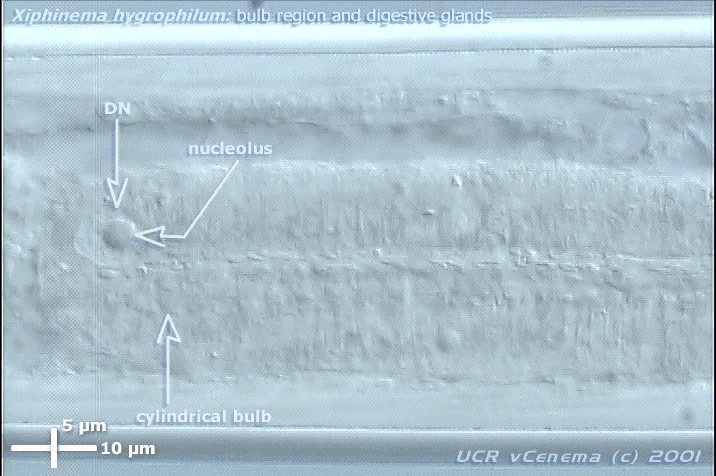 Xiphinema hygrophilum: bulb region and digestive glands
DN
nucleolus
cylindrical bulb
5 µm
10 µm
UCR vCenema (c) 2001